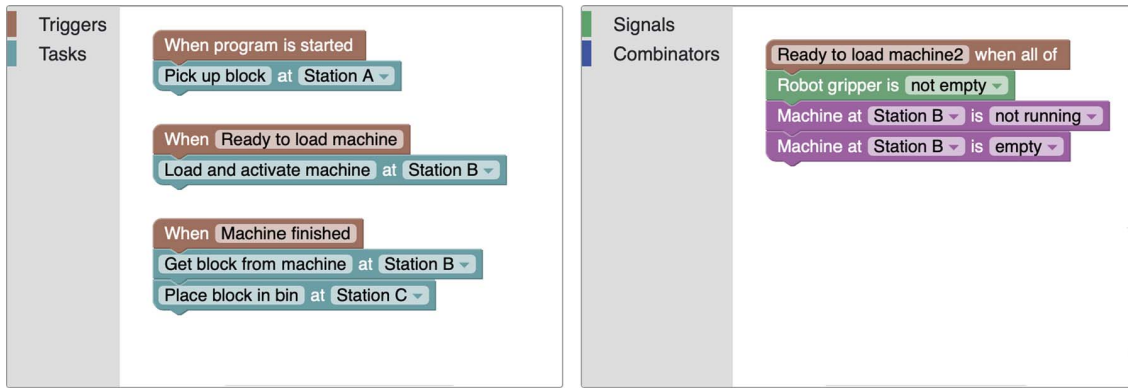 Triggers
Tasks
When program is started
Pick up block at Station A
When Ready to load machine
Load and activate machine at Station B
When Machine finished
Get block from machine at Station B
Place block in bin at Station C
Signals
Combinators
Ready to load machine2 when all of
Robot gripper is not empty
Machine at Station B is not running
Machine at Station B is empty